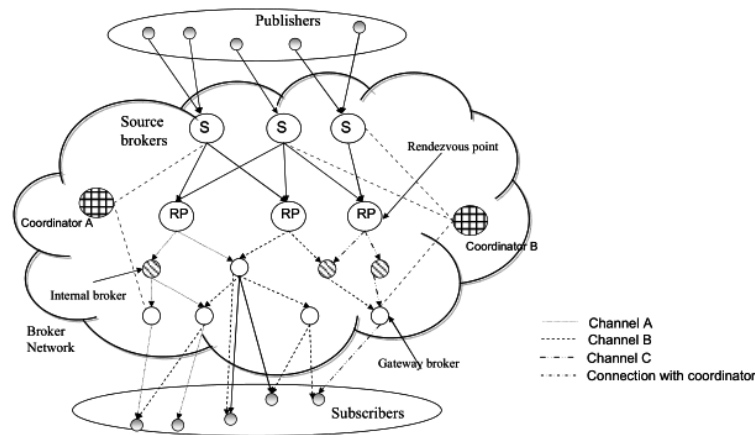 Publishers
Source
brokers
S
S
S
Rendezvous point
RP
RP
RP
Coordinator A
Coordinator B
Internal broker
Broker
Network
Gateway broker
Subscribers
Channel A
Channel B
Channel C
Connection with coordinator